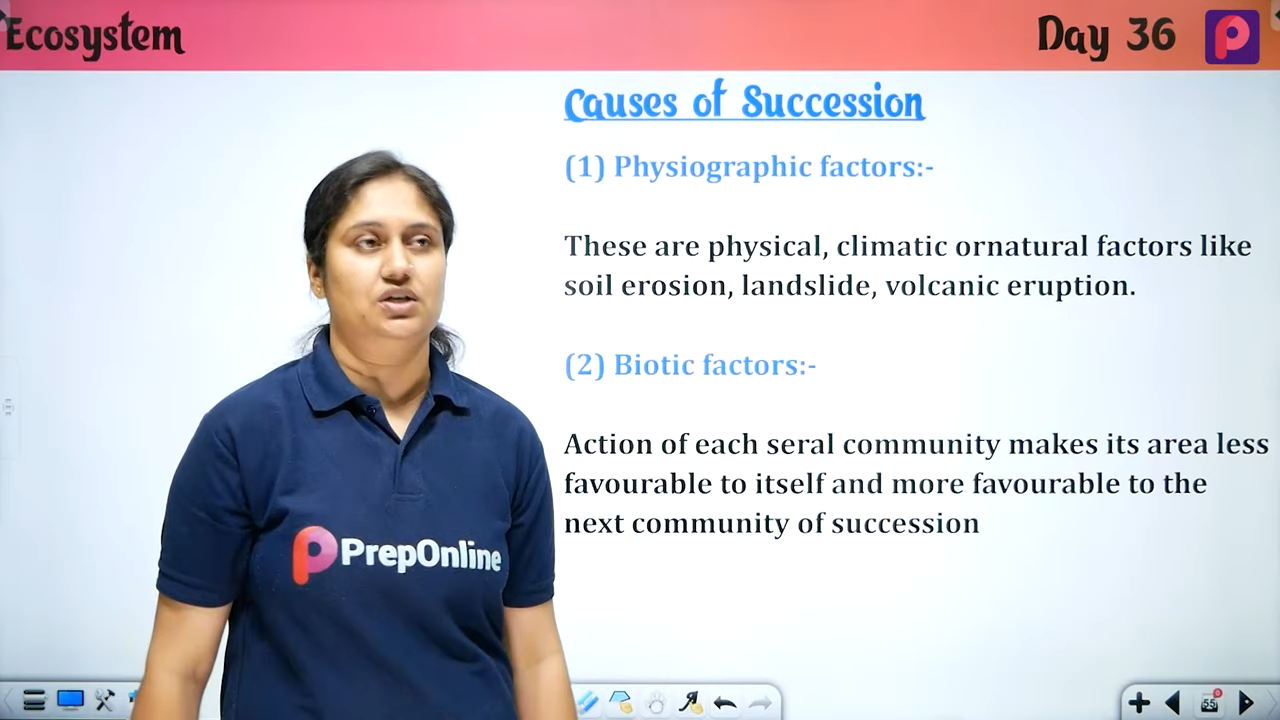 Ecosystem
Day 36
Causes of Succession
(1) Physiographic factors:-
These are physical, climatic ornatural factors like
soil erosion, landslide, volcanic eruption.
(2) Biotic factors:-
Action of each seral community makes its area less
favourable to itself and more favourable to the
next community of succession
PrepOnline
55